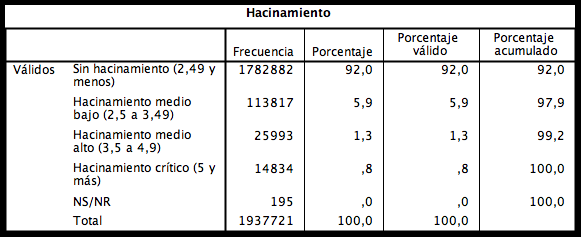 Hacinamiento
Frecuencia Porcentaje Porcentaje válido Porcentaje acumulado
Válidos Sin hacinamiento (2,49 y menos) 1782882 92,0 92,0 92,0
Hacinamiento medio bajo (2,5 a 3,49) 113817 5,9 5,9 97,9
Hacinamiento medio alto (3,5 a 4,9) 25993 1,3 1,3 99,2
Hacinamiento crítico (5 y más) 14834 ,8 ,8 100,0
NS/NR 195 ,0 ,0 100,0
Total 1937721 100,0 100,0